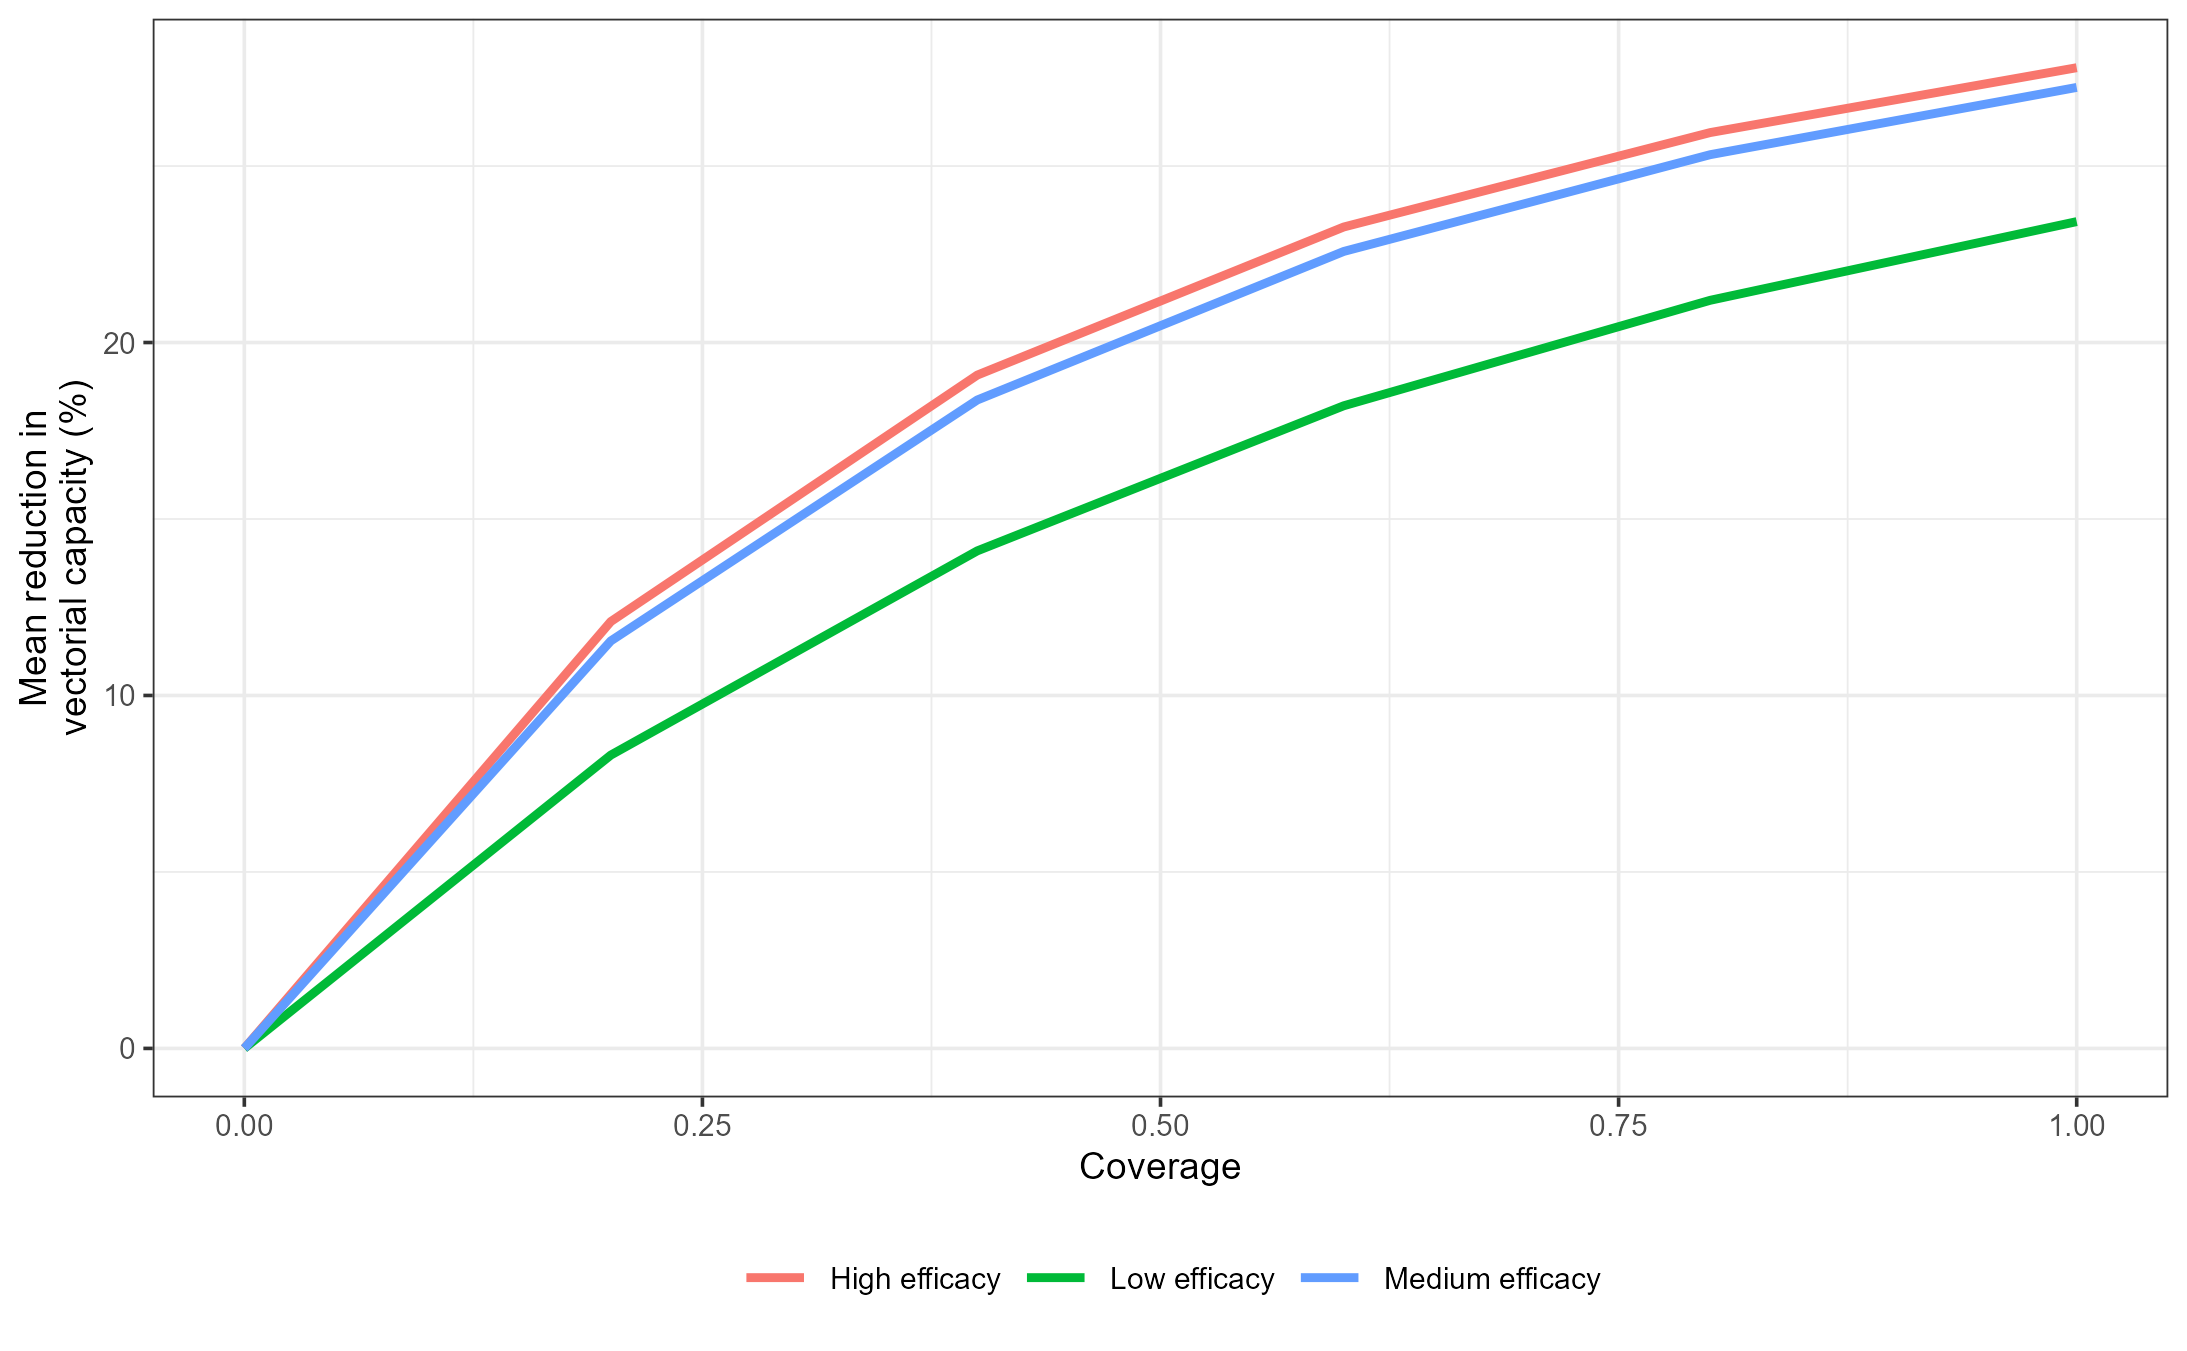 Mean reduction in
vectorial capacity (%)
20
10
0
0.00 0.25 0.50 0.75 1.00
Coverage
High efficacy Low efficacy Medium efficacy